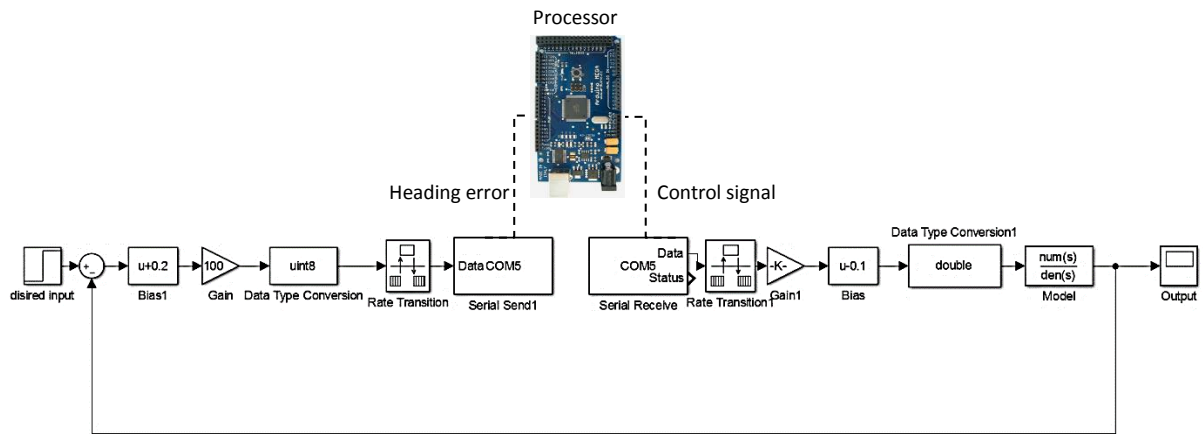 Processor
Arduino MEGA
Heading error
Control signal
disired input
+
-
u+0.2
Bias1
100
Gain
uint8
Data Type Conversion
Rate Transition
Data
COM5
Serial Send1
COM5
Data
Status
Serial Receive
Rate Transition1
-K-
Gain1
u-0.1
Bias
Data Type Conversion1
double
num(s)
den(s)
Model
Output